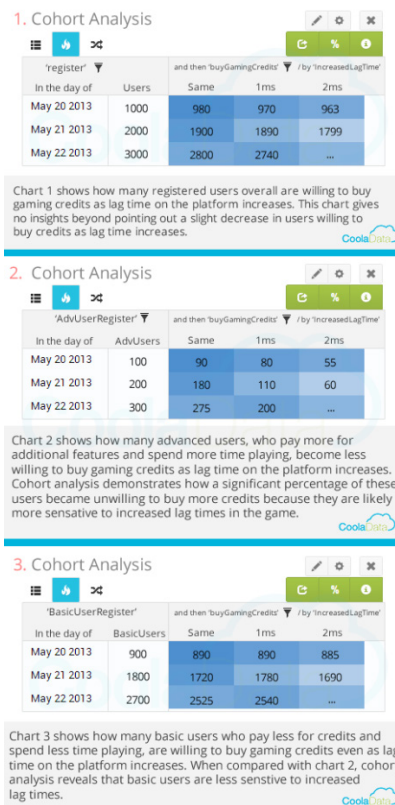 1. Cohort Analysis
'register' and then 'buyGamingCredits' / by 'IncreasedLagTime'
In the day of Users Same 1ms 2ms
May 20 2013 1000 980 970 963
May 21 2013 2000 1900 1890 1799
May 22 2013 3000 2800 2740 ...
Chart 1 shows how many registered users overall are willing to buy
gaming credits as lag time on the platform increases. This chart gives
no insights beyond pointing out a slight decrease in users willing to
buy credits as lag time increases.
CoolaData
2. Cohort Analysis
'AdvUserRegister' and then 'buyGamingCredits' / by 'IncreasedLagTime'
In the day of AdvUsers Same 1ms 2ms
May 20 2013 100 90 80 55
May 21 2013 200 180 110 60
May 22 2013 300 275 200 ...
Chart 2 shows how many advanced users, who pay more for
additional features and spend more time playing, become less
willing to buy gaming credits as lag time on the platform increases.
Cohort analysis demonstrates how a significant percentage of these
users became unwilling to buy more credits because they are likely
more sensative to increased lag times in the game.
CoolaData
3. Cohort Analysis
'BasicUserRegister' and then 'buyGamingCredits' / by 'IncreasedLagTime'
In the day of BasicUsers Same 1ms 2ms
May 20 2013 900 890 890 885
May 21 2013 1800 1720 1780 1690
May 22 2013 2700 2525 2540 ...
Chart 3 shows how many basic users who pay less for credits and
spend less time playing, are willing to buy gaming credits even as lag
time on the platform increases. When compared with chart 2, cohor
analysis reveals that basic users are less senstive to increased
lag times.
CoolaData